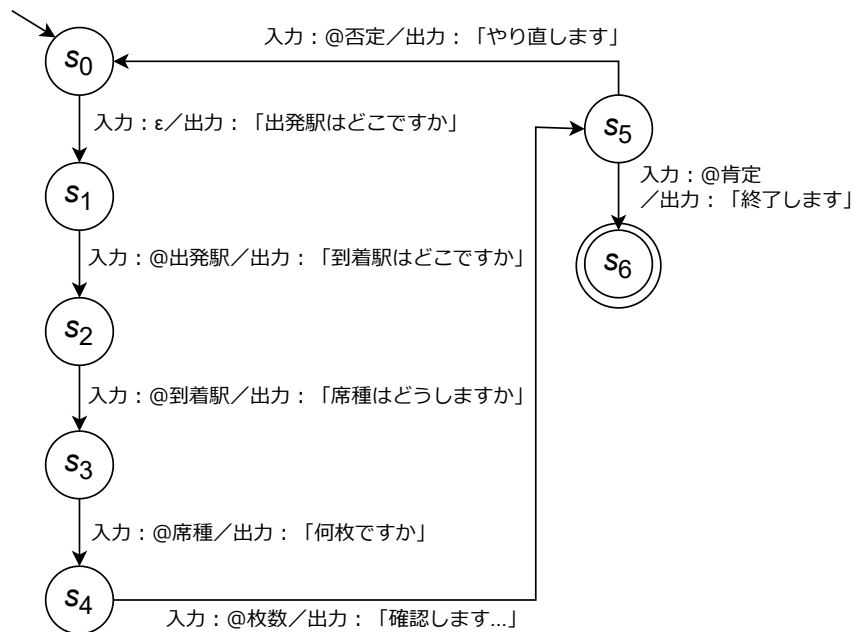 入力：@否定／出力：「やり直します」
s0
入力：ε／出力：「出発駅はどこですか」
s5
入力：@肯定
／出力：「終了します」
s1
入力：@出発駅／出力：「到着駅はどこですか」
s6
s2
入力：@到着駅／出力：「席種はどうしますか」
s3
入力：@席種／出力：「何枚ですか」
s4
入力：@枚数／出力：「確認します...」